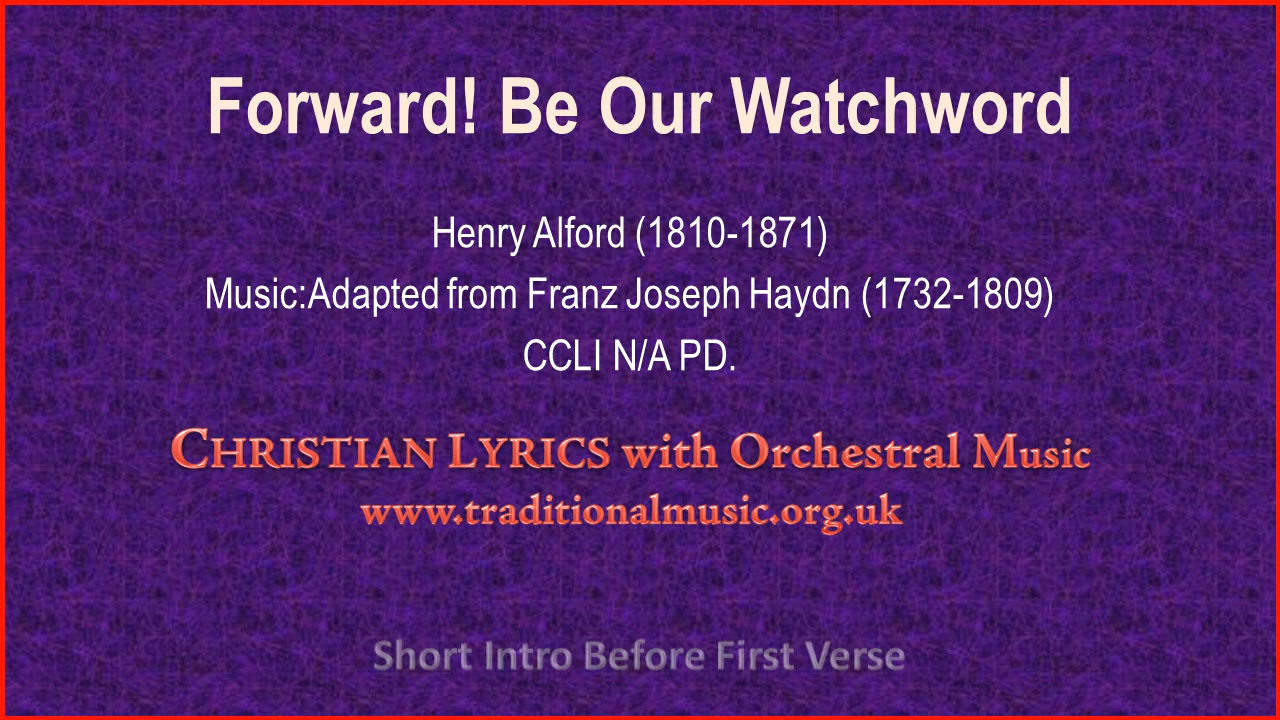 Forward! Be Our Watchword
Henry Alford (1810-1871)
Music:Adapted from Franz Joseph Haydn (1732-1809)
CCLI N/A PD.
CHRISTIAN LYRICS with Orchestral Music
www.traditionalmusic.org.uk
Short Intro Before First Verse